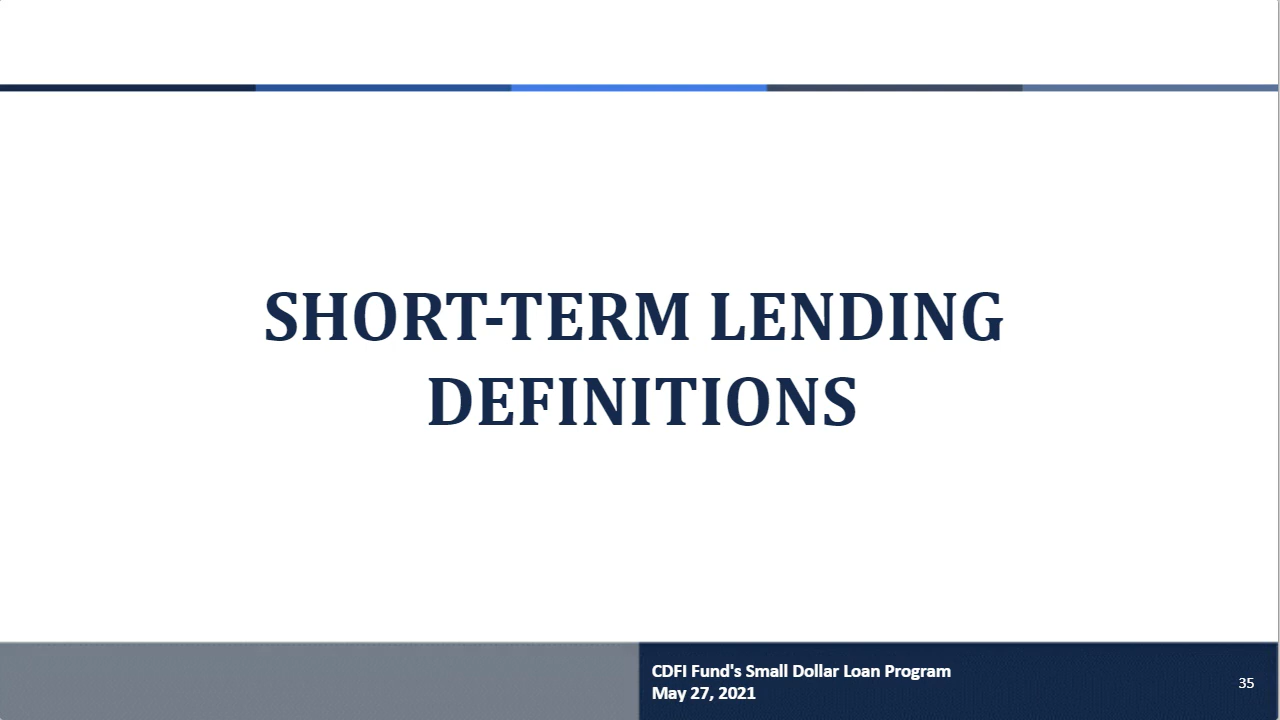 SHORT-TERM LENDING
DEFINITIONS
CDFI Fund's Small Dollar Loan Program
May 27, 2021
35